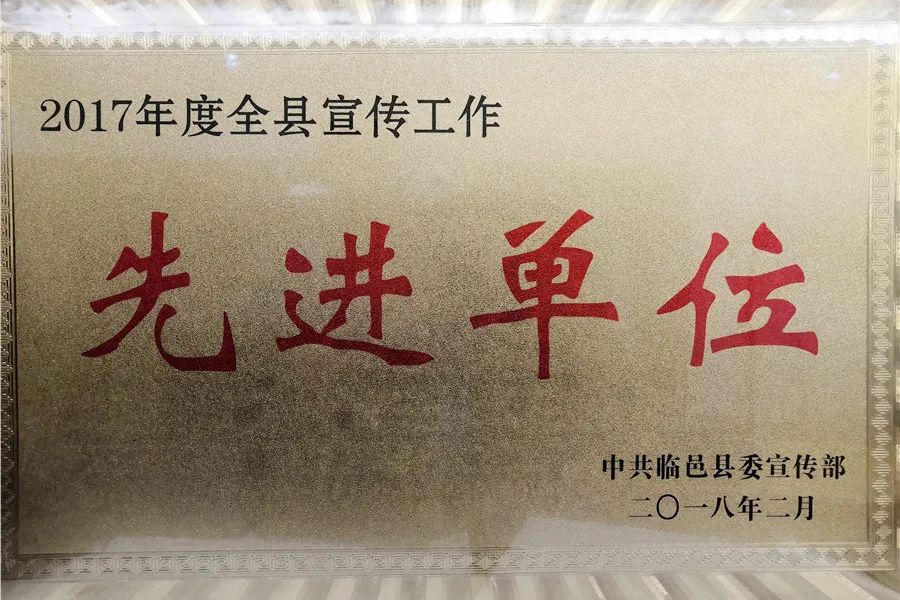 2017年度全县宣传工作
先进单位
中共临邑县委宣传部
二〇一八年二月